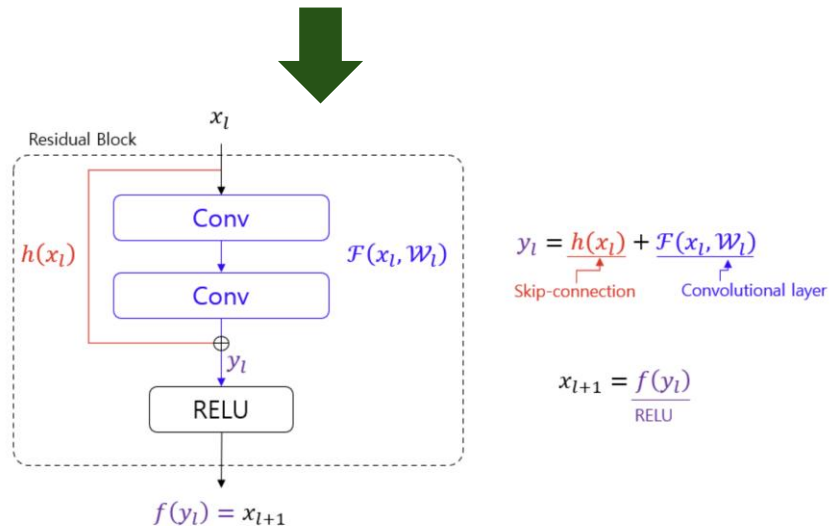 x_l
Residual Block
Conv
h(x_l)
ℱ(x_l, 𝒲_l)
Conv
y_l
RELU
f(y_l) = x_{l+1}
y_l = h(x_l) + ℱ(x_l, 𝒲_l)
Skip-connection
Convolutional layer
x_{l+1} = f(y_l)
RELU